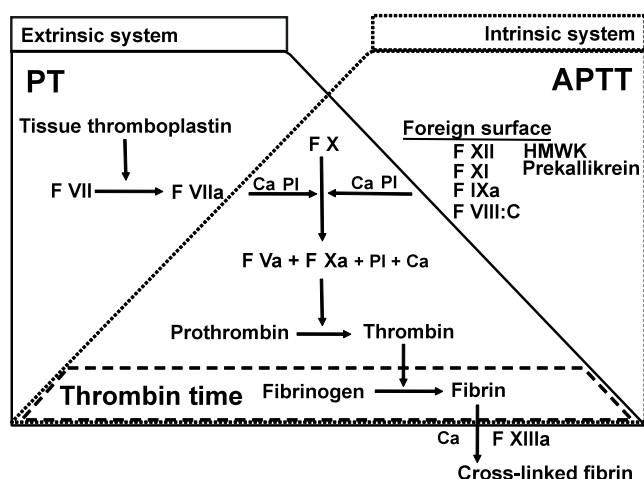 Extrinsic system
Intrinsic system
PT
APTT
Tissue thromboplastin
Foreign surface
F XII HMWK
F XI Prekallikrein
F IXa
F VIII:C
F X
F VII
F VIIa
Ca Pl
Ca Pl
F Va + F Xa + Pl + Ca
Prothrombin
Thrombin
Thrombin time
Fibrinogen
Fibrin
Ca
F XIIIa
Cross-linked fibrin